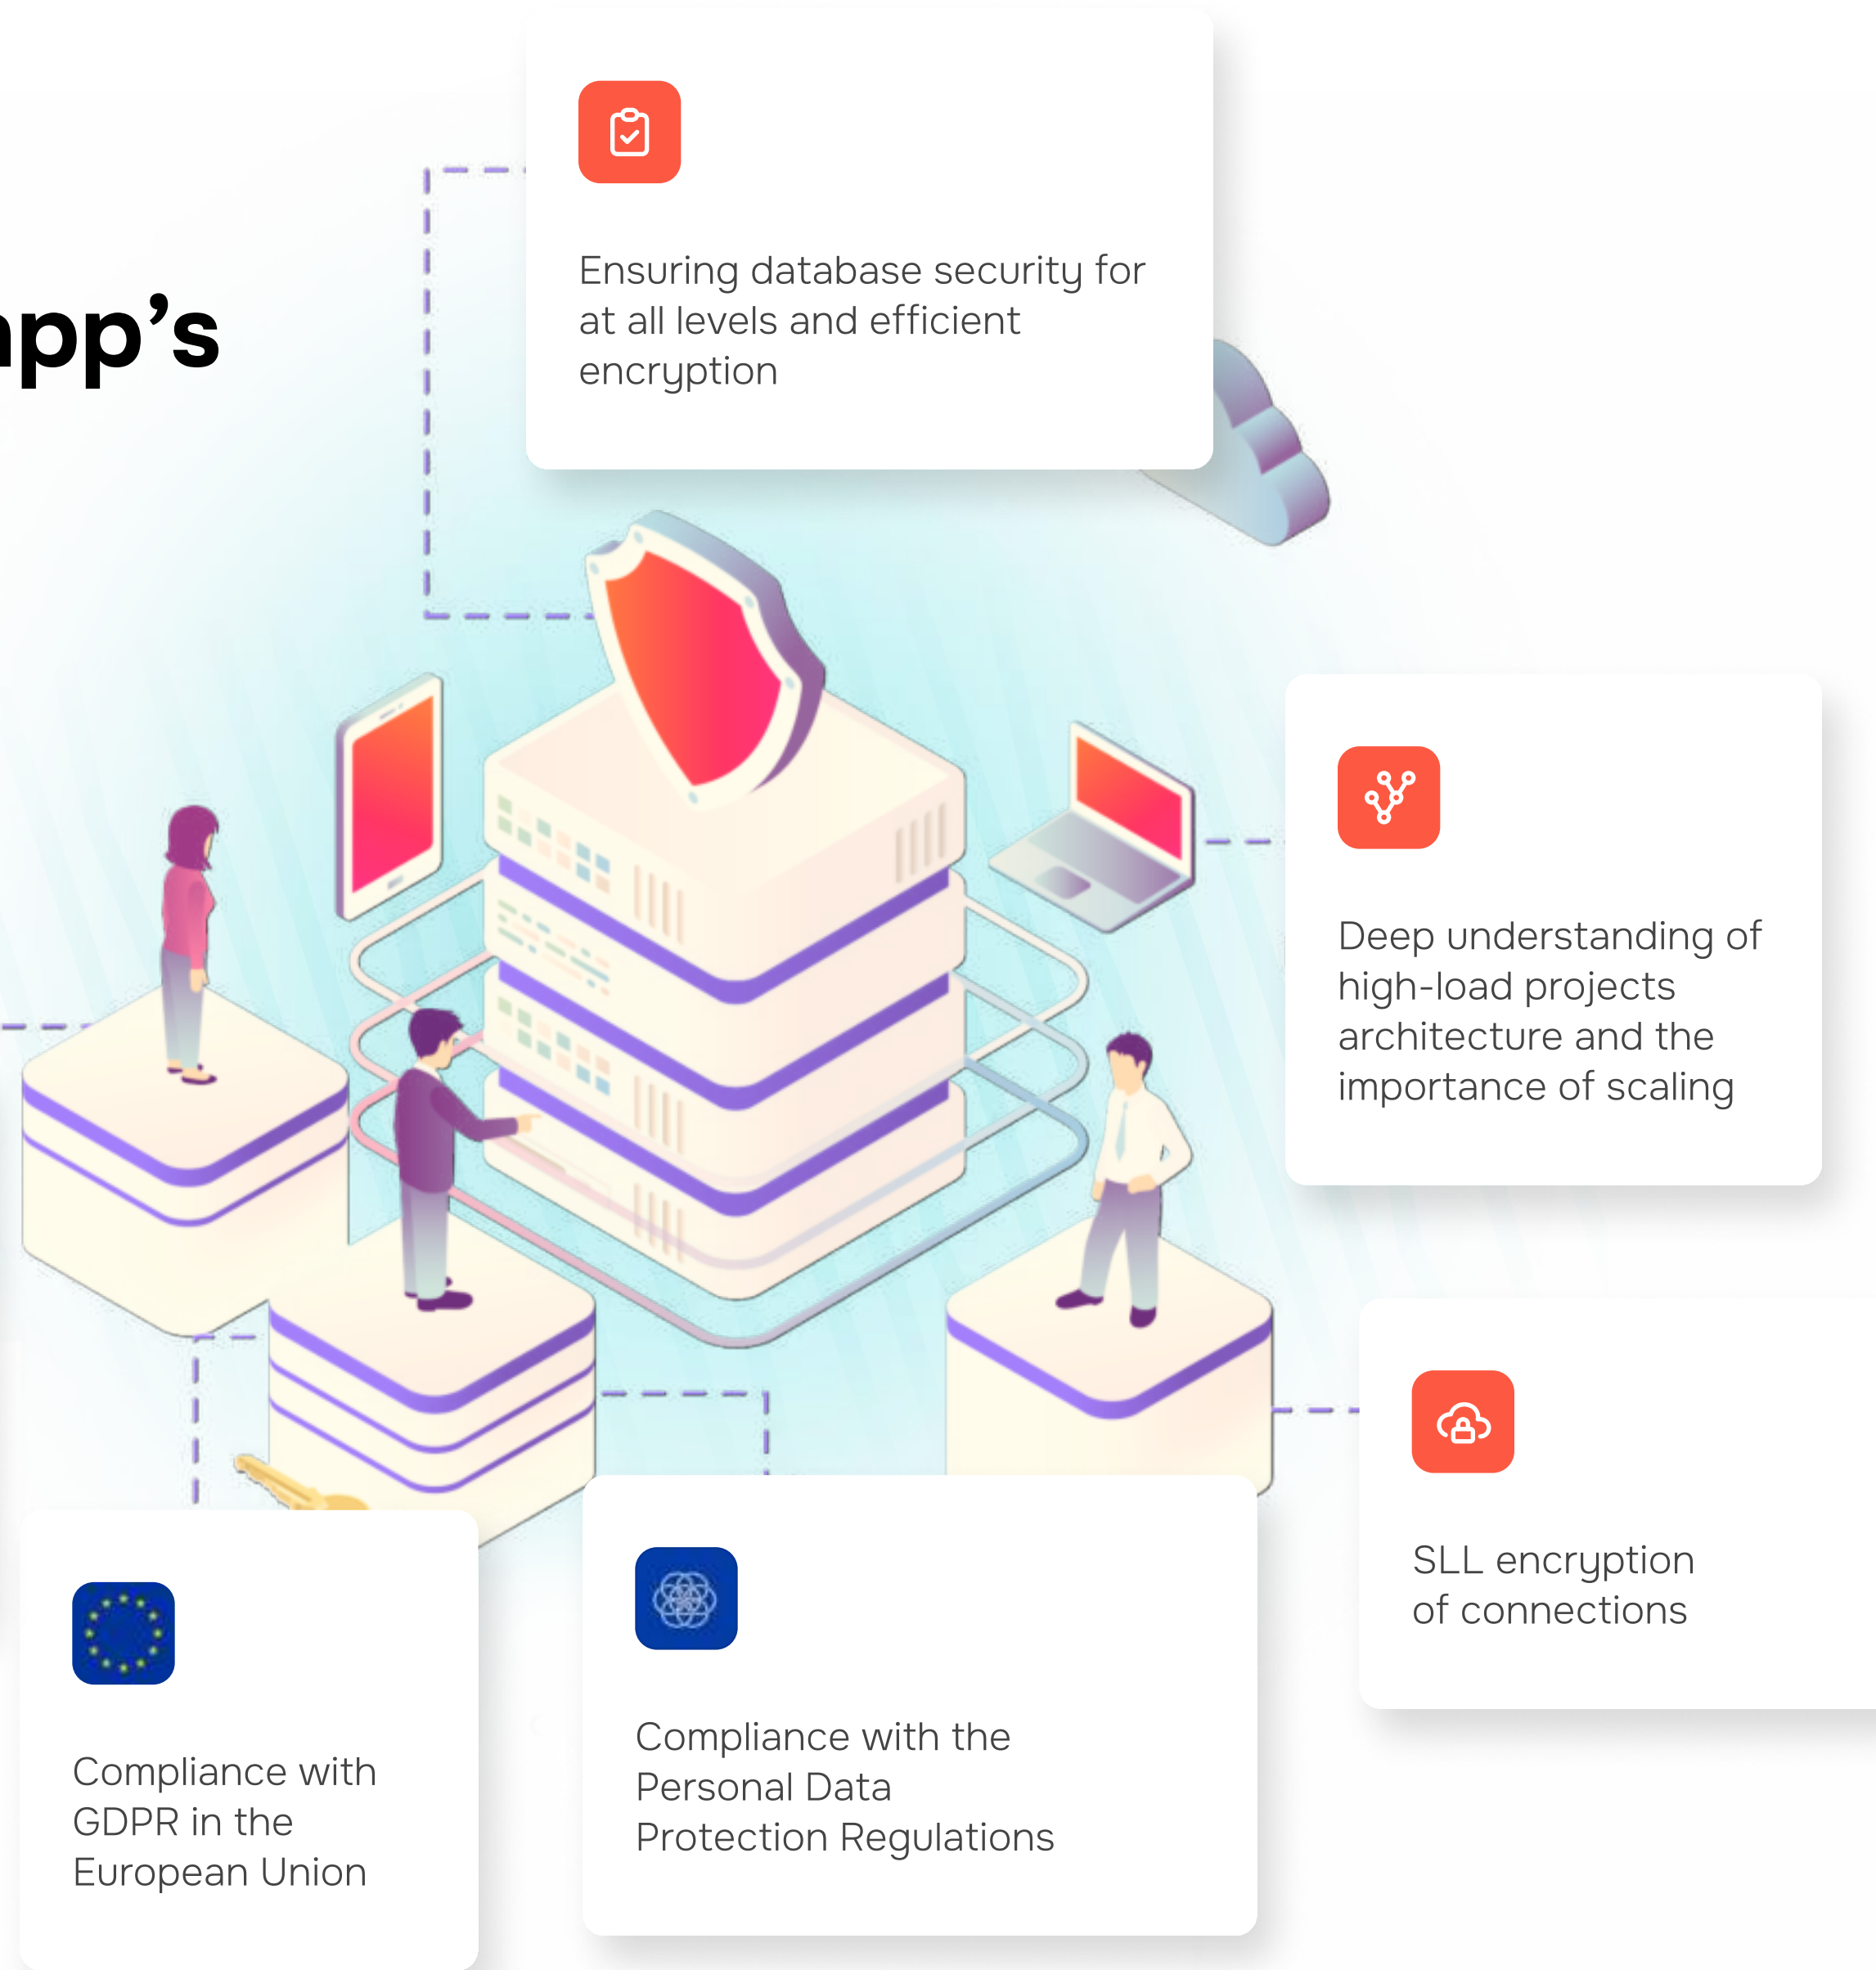 app's
Ensuring database security for
at all levels and efficient
encryption
Deep understanding of
high-load projects
architecture and the
importance of scaling
SLL encryption
of connections
Compliance with
GDPR in the
European Union
Compliance with the
Personal Data
Protection Regulations